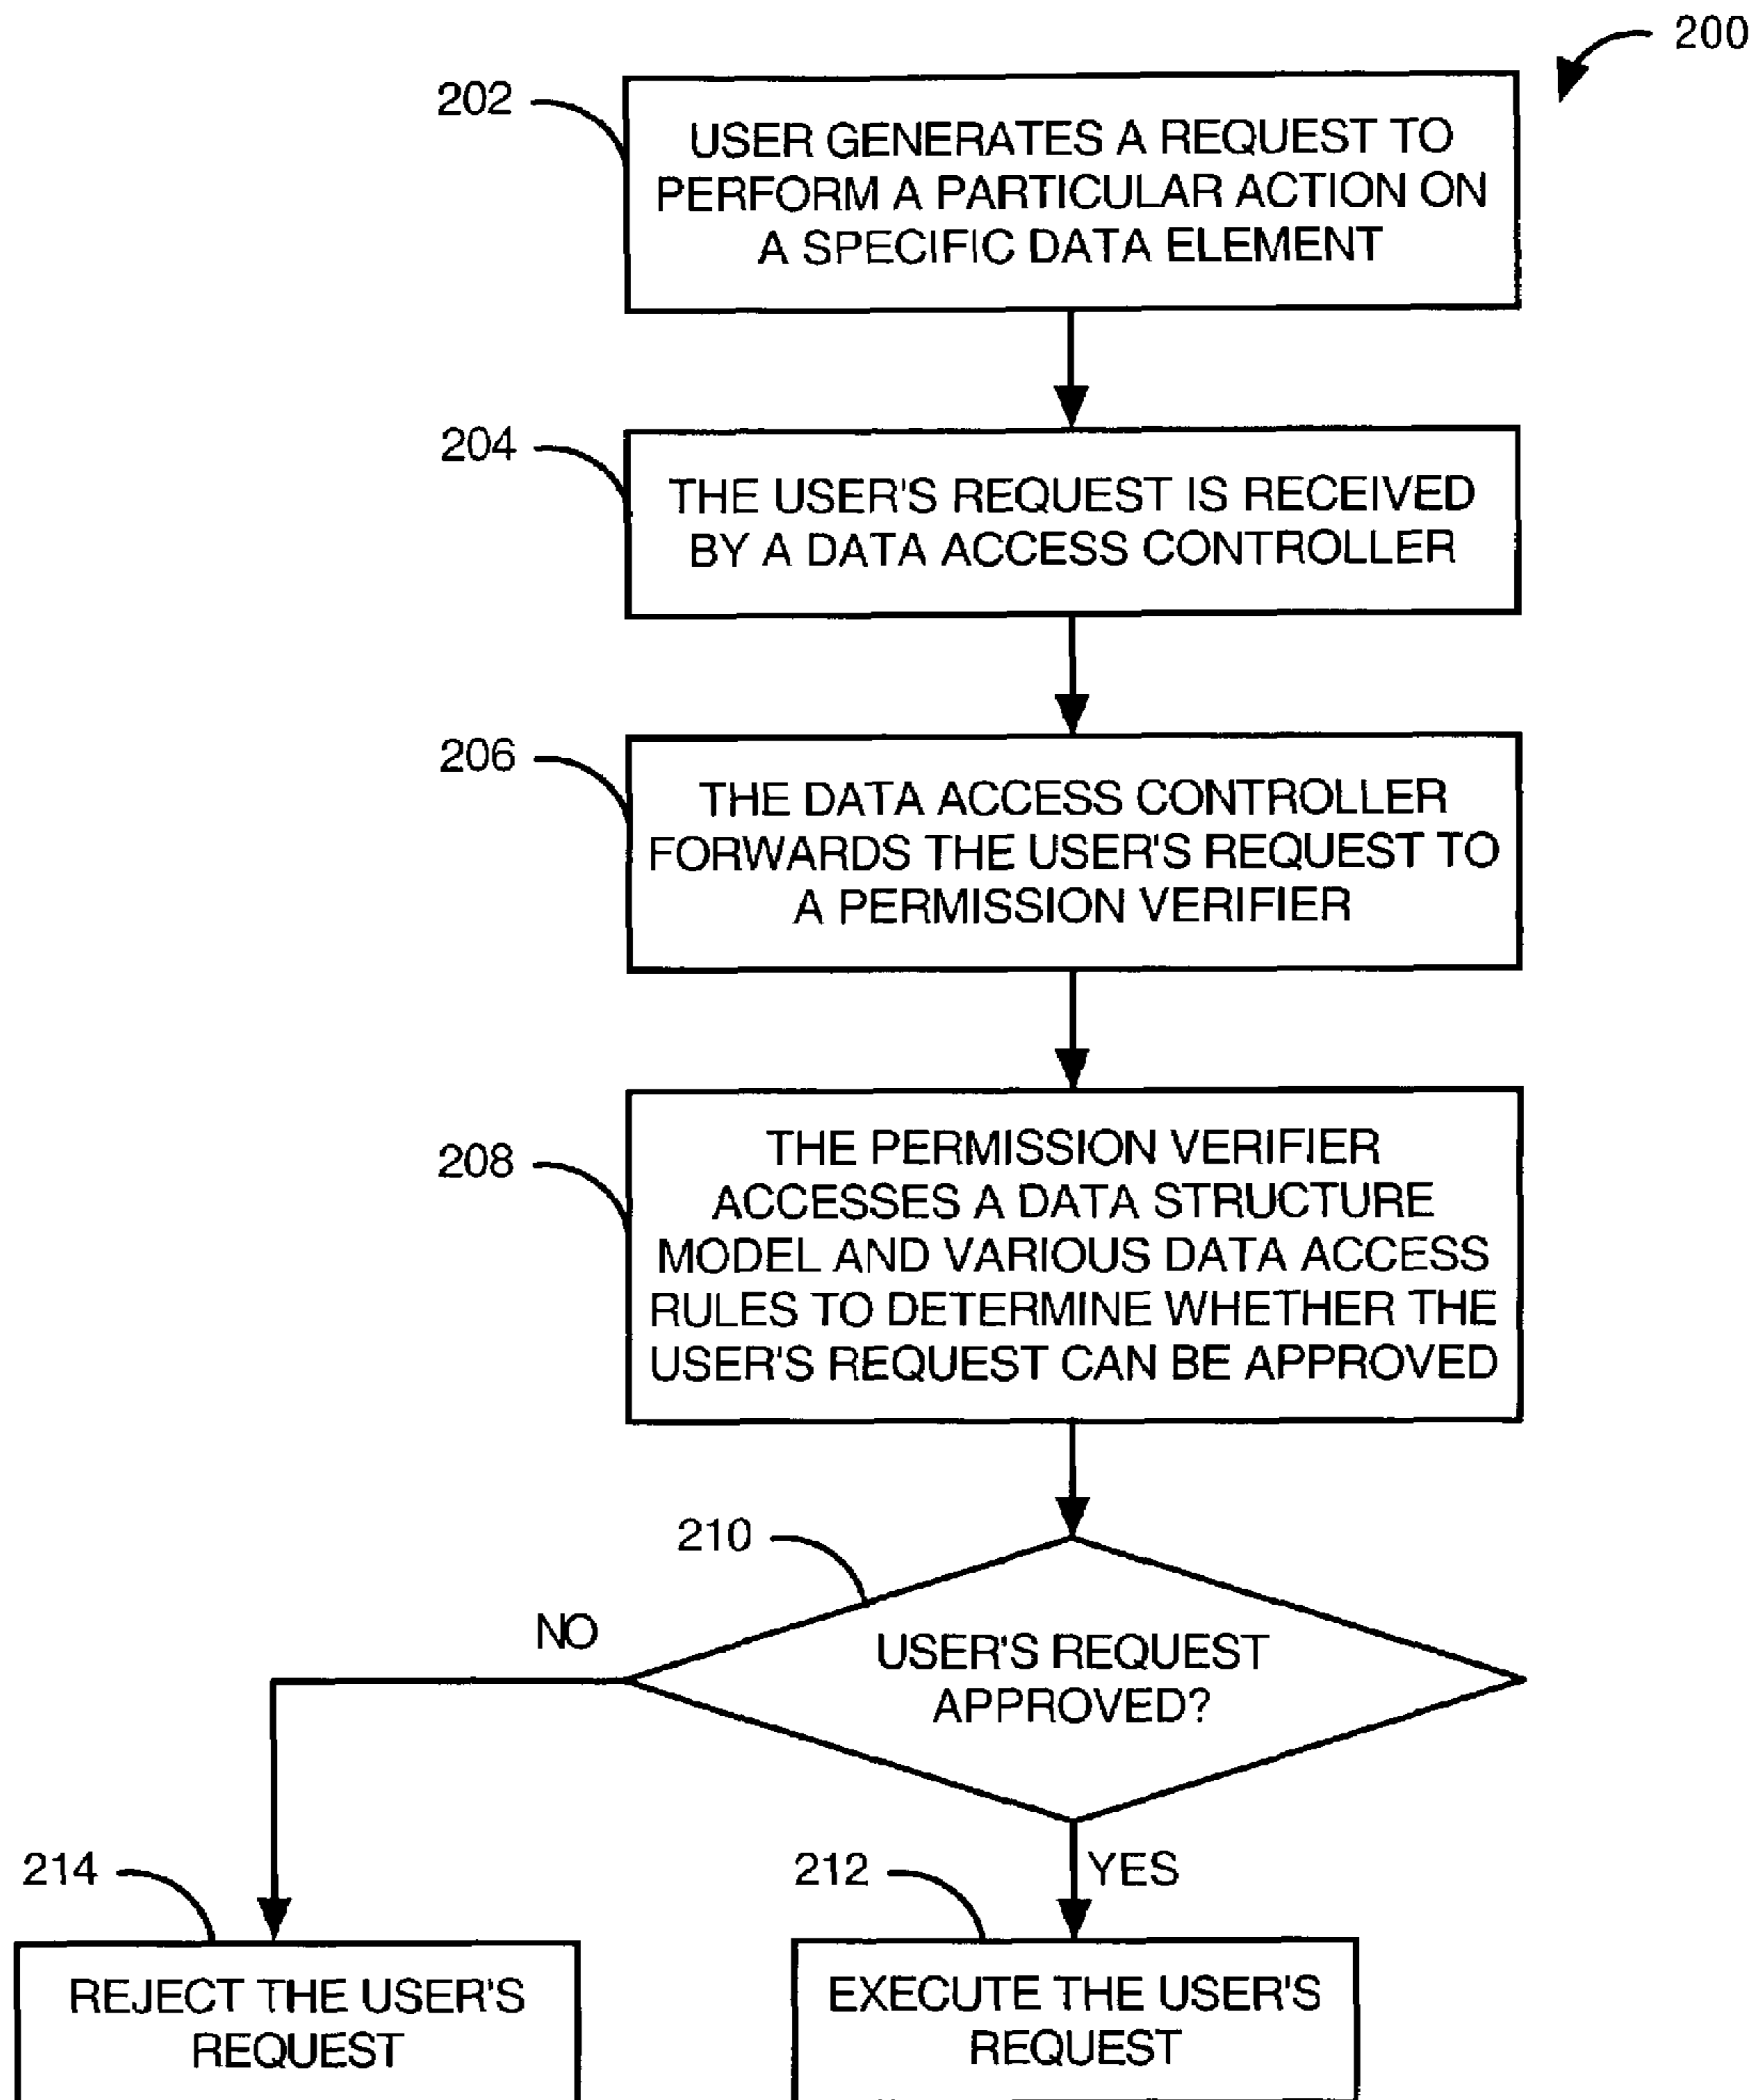 200
202
USER GENERATES A REQUEST TO
PERFORM A PARTICULAR ACTION ON
A SPECIFIC DATA ELEMENT
204
THE USER'S REQUEST IS RECEIVED
BY A DATA ACCESS CONTROLLER
206
THE DATA ACCESS CONTROLLER
FORWARDS THE USER'S REQUEST TO
A PERMISSION VERIFIER
208
THE PERMISSION VERIFIER
ACCESSES A DATA STRUCTURE
MODEL AND VARIOUS DATA ACCESS
RULES TO DETERMINE WHETHER THE
USER'S REQUEST CAN BE APPROVED
210
NO
USER'S REQUEST
APPROVED?
214
212
YES
REJECT THE USER'S
REQUEST
EXECUTE THE USER'S
REQUEST